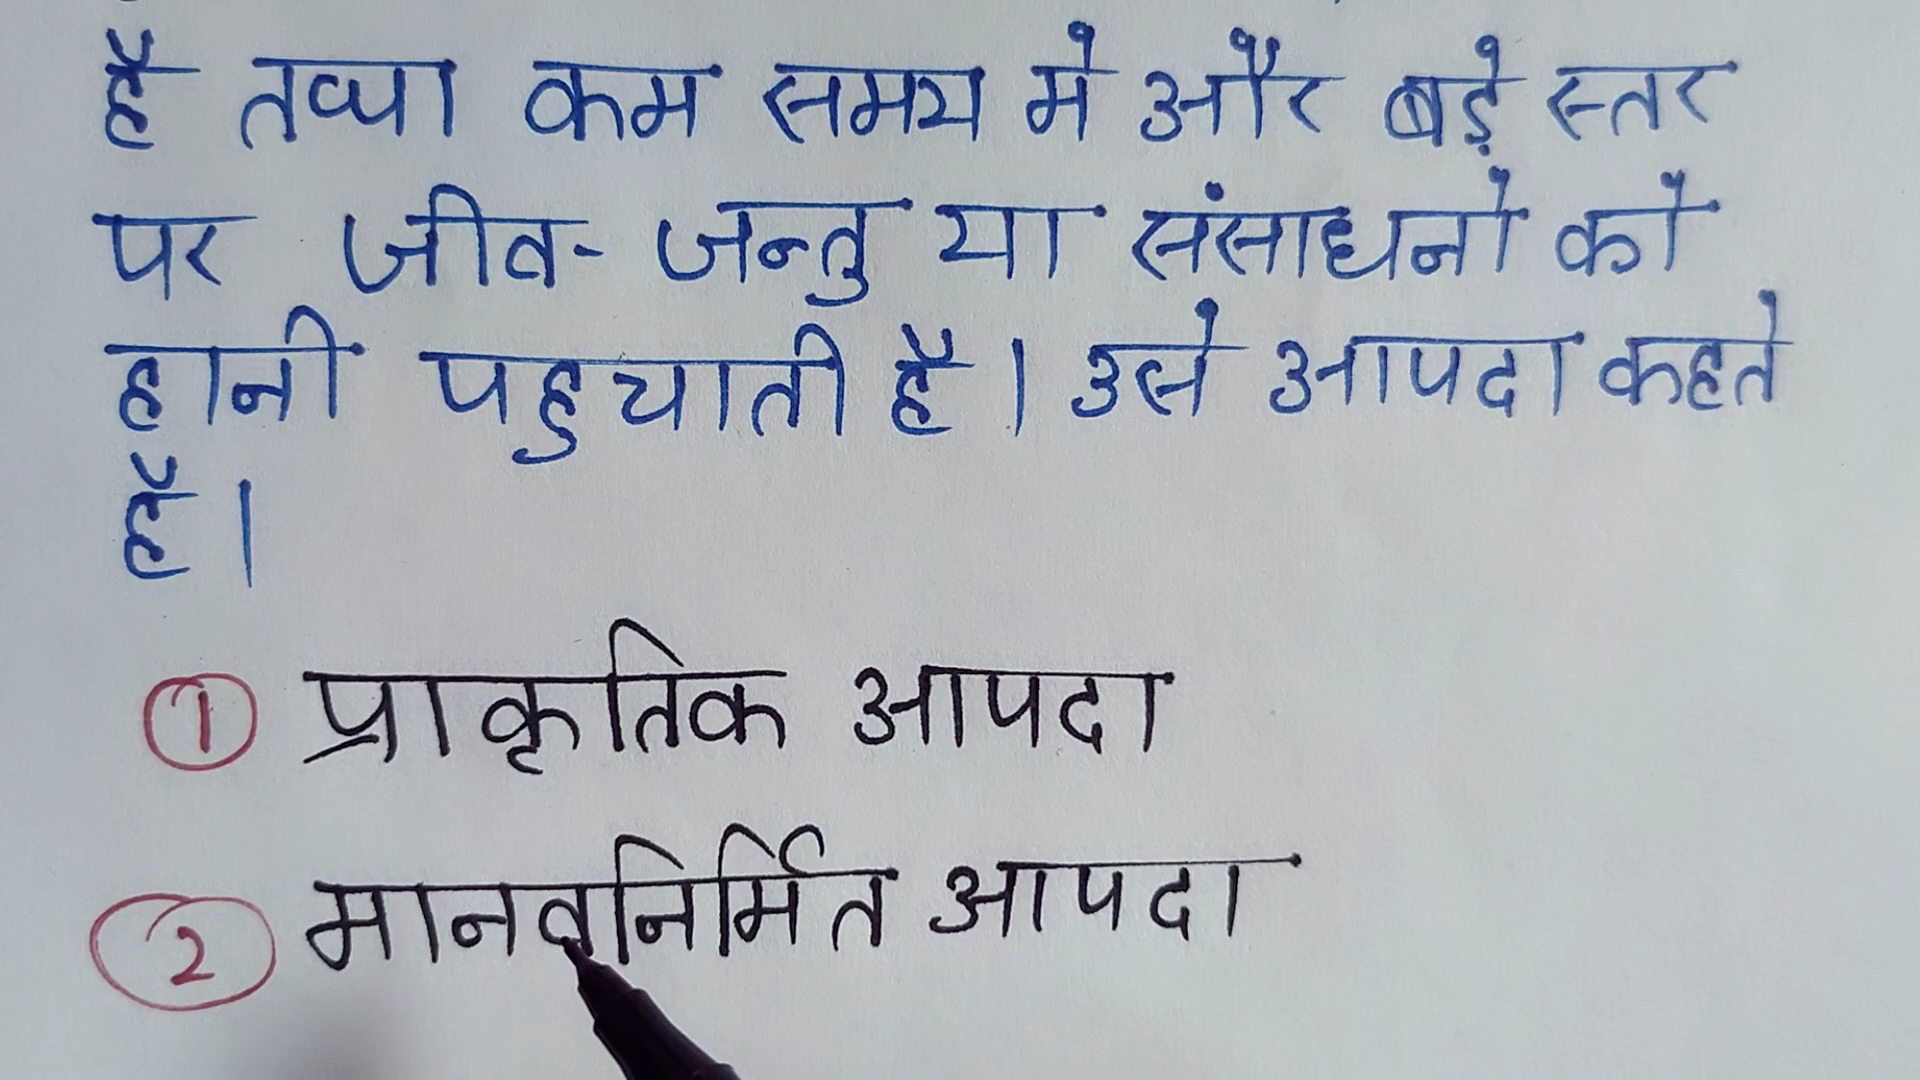 है तथा कम समय मे और बड़े स्तर
पर जीव-जन्तु या संसाधनो को
हानी पहुचाती है। उसे आपदा कहते
है।
① प्राकृतिक आपदा
② मानवनिर्मित आपदा